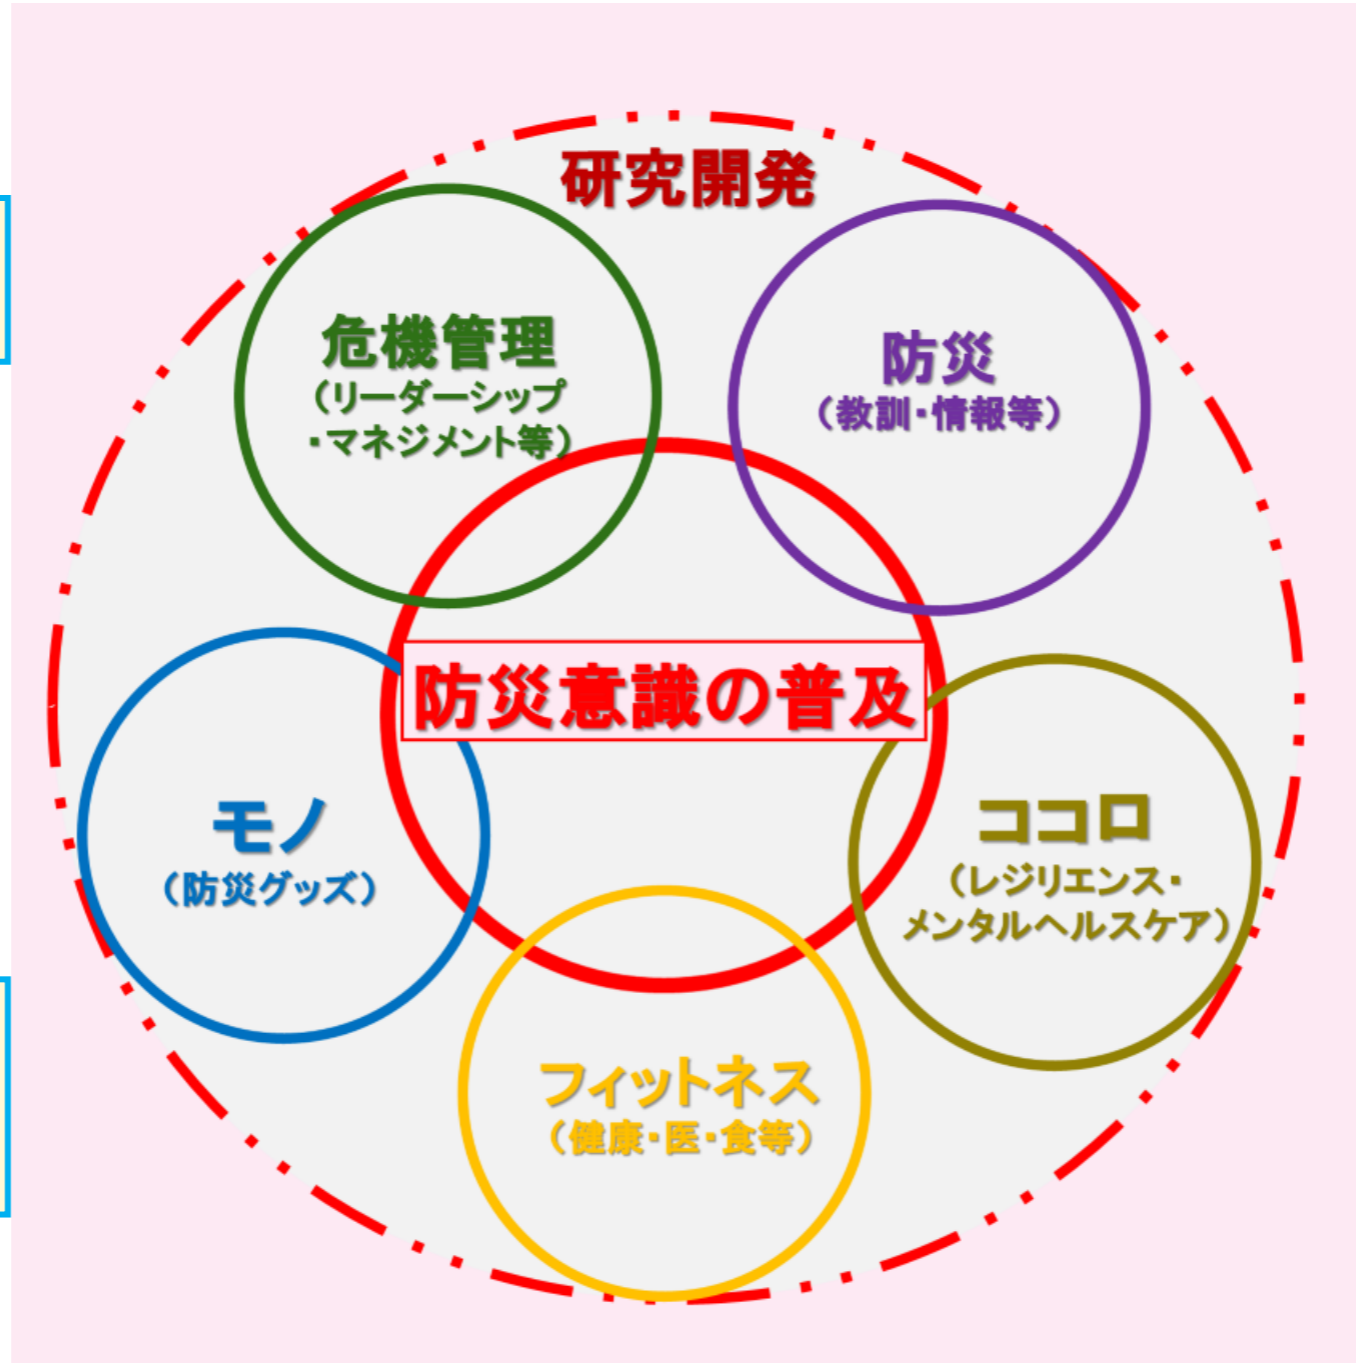 研究開発
危機管理
（リーダーシップ
・マネジメント等）
防災
（教訓・情報等）
防災意識の普及
モノ
（防災グッズ）
ココロ
（レジリエンス・
メンタルヘルスケア）
フィットネス
（健康・医・食等）